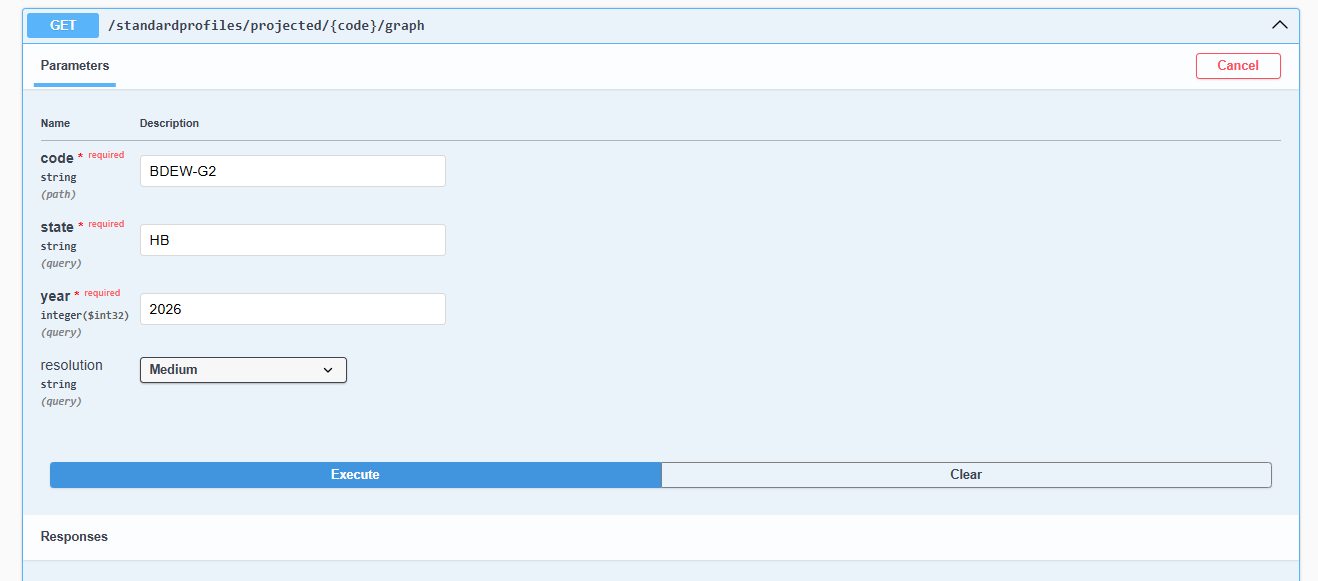 GET /standardprofiles/projected/{code}/graph
Parameters
Cancel
Name Description
code * required
string
(path)
BDEW-G2
state * required
string
(query)
HB
year * required
integer($int32)
(query)
2026
resolution
string
(query)
Medium
Execute
Clear
Responses